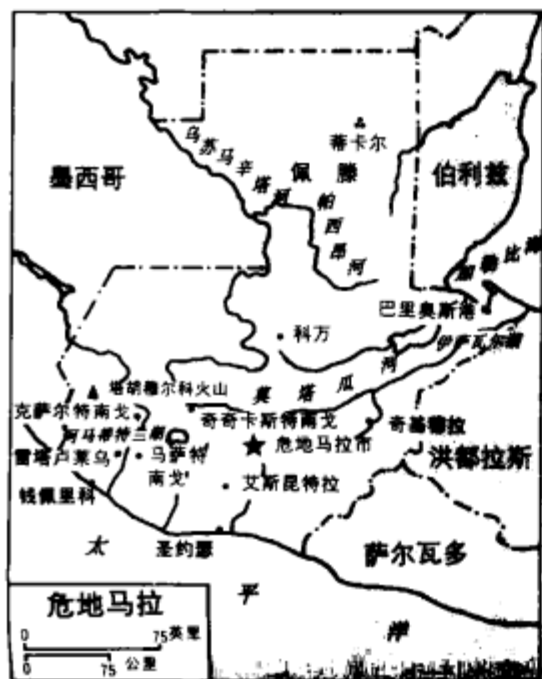 乌苏马辛塔河
蒂卡尔
墨西哥
佩滕
伯利兹
帕西昂河
加勒比海
巴里奥斯港
科万
伊萨瓦尔湖
莫塔瓜河
塔胡穆尔科火山
克萨尔特南戈
奇奇卡斯特南戈
奇基穆拉
阿马蒂特兰湖
危地马拉市
洪都拉斯
雷塔卢莱乌
马萨特
南戈
艾斯昆特拉
钱佩里科
圣约瑟
萨尔瓦多
太平洋
危地马拉
0 75英里
0 75 公里